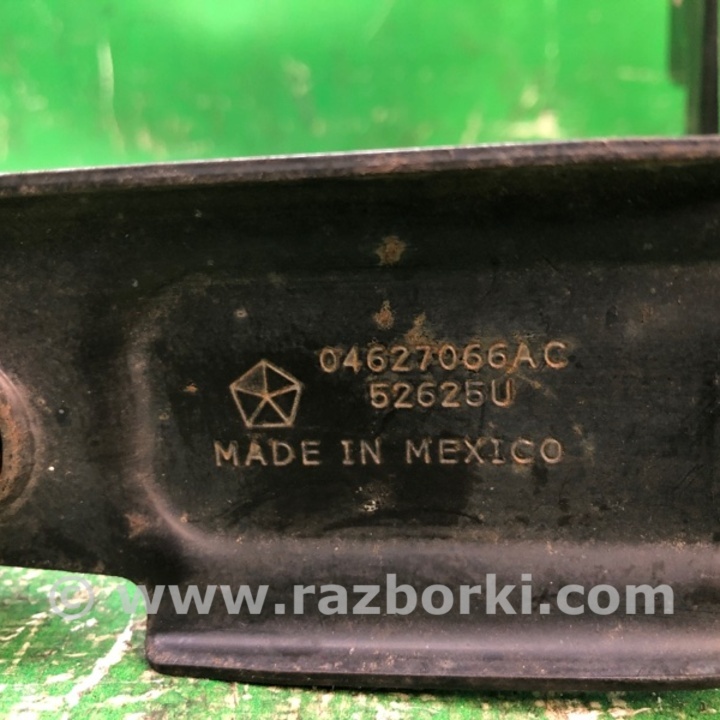 04627066AC
52625U
MADE IN MEXICO
© www.razborki.com